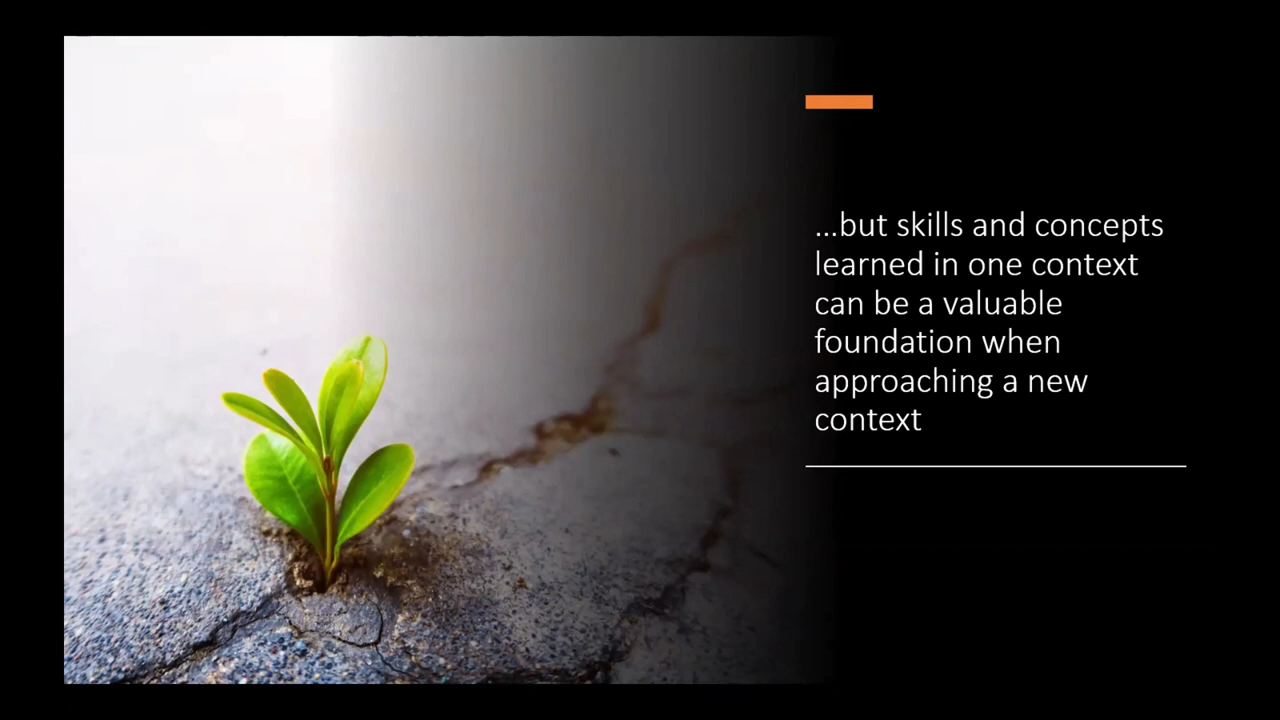 ...but skills and concepts
learned in one context
can be a valuable
foundation when
approaching a new
context